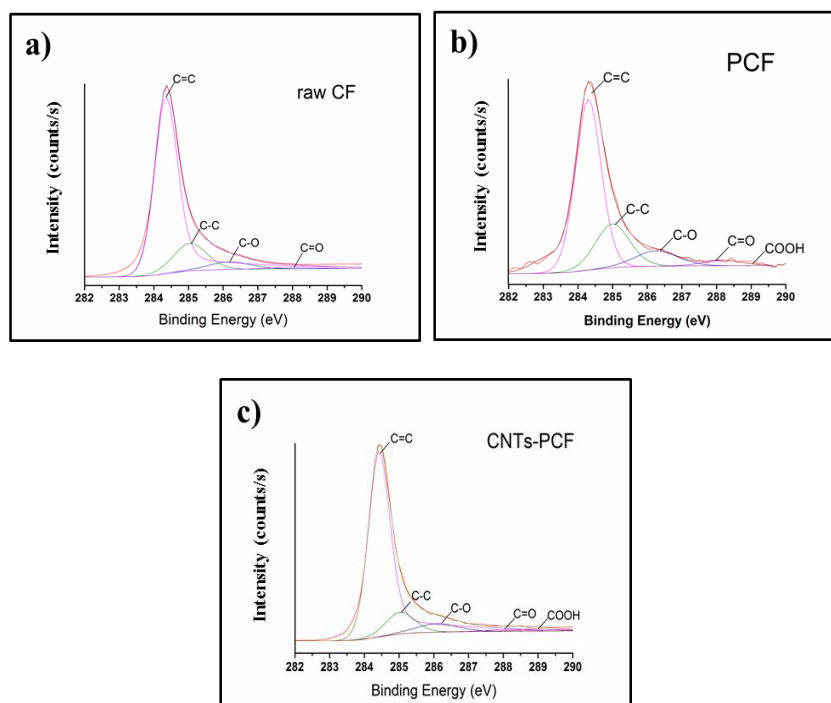 a)
raw CF
C=C
C-C
C-O
C=O
Intensity (counts/s)
282 283 284 285 286 287 288 289 290
Binding Energy (eV)
b)
PCF
C=C
C-C
C-O
C=O
COOH
Intensity (counts/s)
282 283 284 285 286 287 288 289 290
Binding Energy (eV)
c)
CNTs-PCF
C=C
C-C
C-O
C=O
COOH
Intensity (counts/s)
282 283 284 285 286 287 288 289 290
Binding Energy (eV)